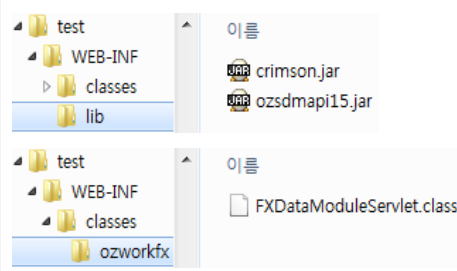 test
이름
WEB-INF
classes
crimson.jar
lib
ozsdmapi15.jar
test
이름
WEB-INF
classes
FXDataModuleServlet.class
ozworkfx